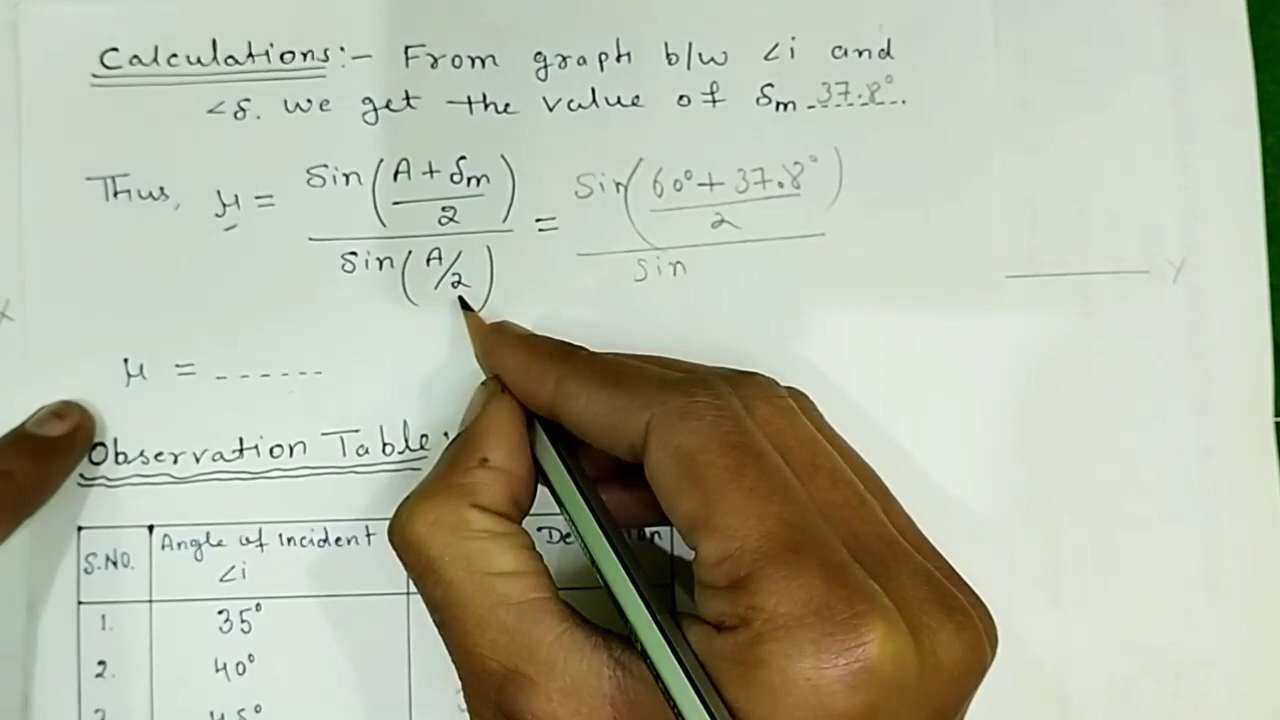 Calculations:- From graph b/w ∠i and
∠δ. we get the value of δm 37.8°.
Thus, μ = sin(A + δm / 2) / sin(A/2) = sin(60° + 37.8° / 2) / sin
Y
X
μ = ------
Observation Table:
S.NO. Angle of Incident ∠i
1. 35°
2. 40°
45°